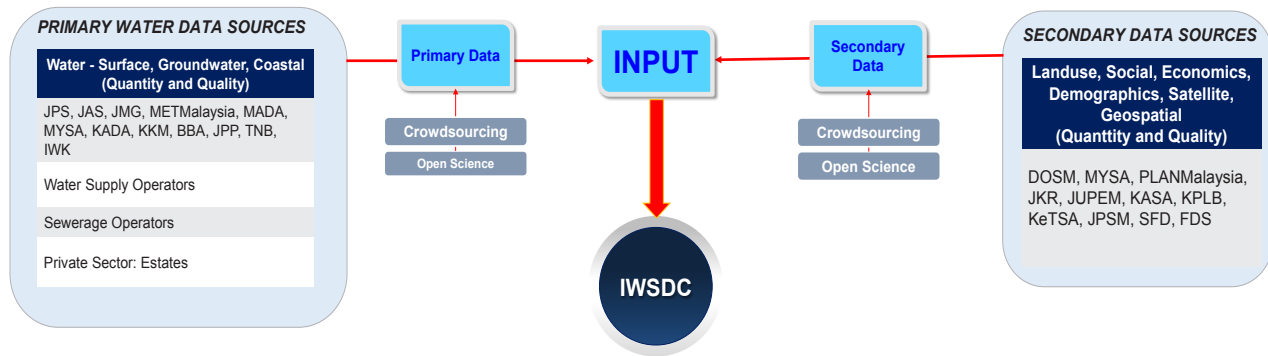 PRIMARY WATER DATA SOURCES
Water - Surface, Groundwater, Coastal
(Quantity and Quality)
JPS, JAS, JMG, METMalaysia, MADA,
MYSA, KADA, KKM, BBA, JPP, TNB,
IWK
Water Supply Operators
Sewerage Operators
Private Sector: Estates
Primary Data
Crowdsourcing
Open Science
INPUT
IWSDC
Secondary
Data
Crowdsourcing
Open Science
SECONDARY DATA SOURCES
Landuse, Social, Economics,
Demographics, Satellite,
Geospatial
(Quanttity and Quality)
DOSM, MYSA, PLANMalaysia,
JKR, JUPEM, KASA, KPLB,
KeTSA, JPSM, SFD, FDS